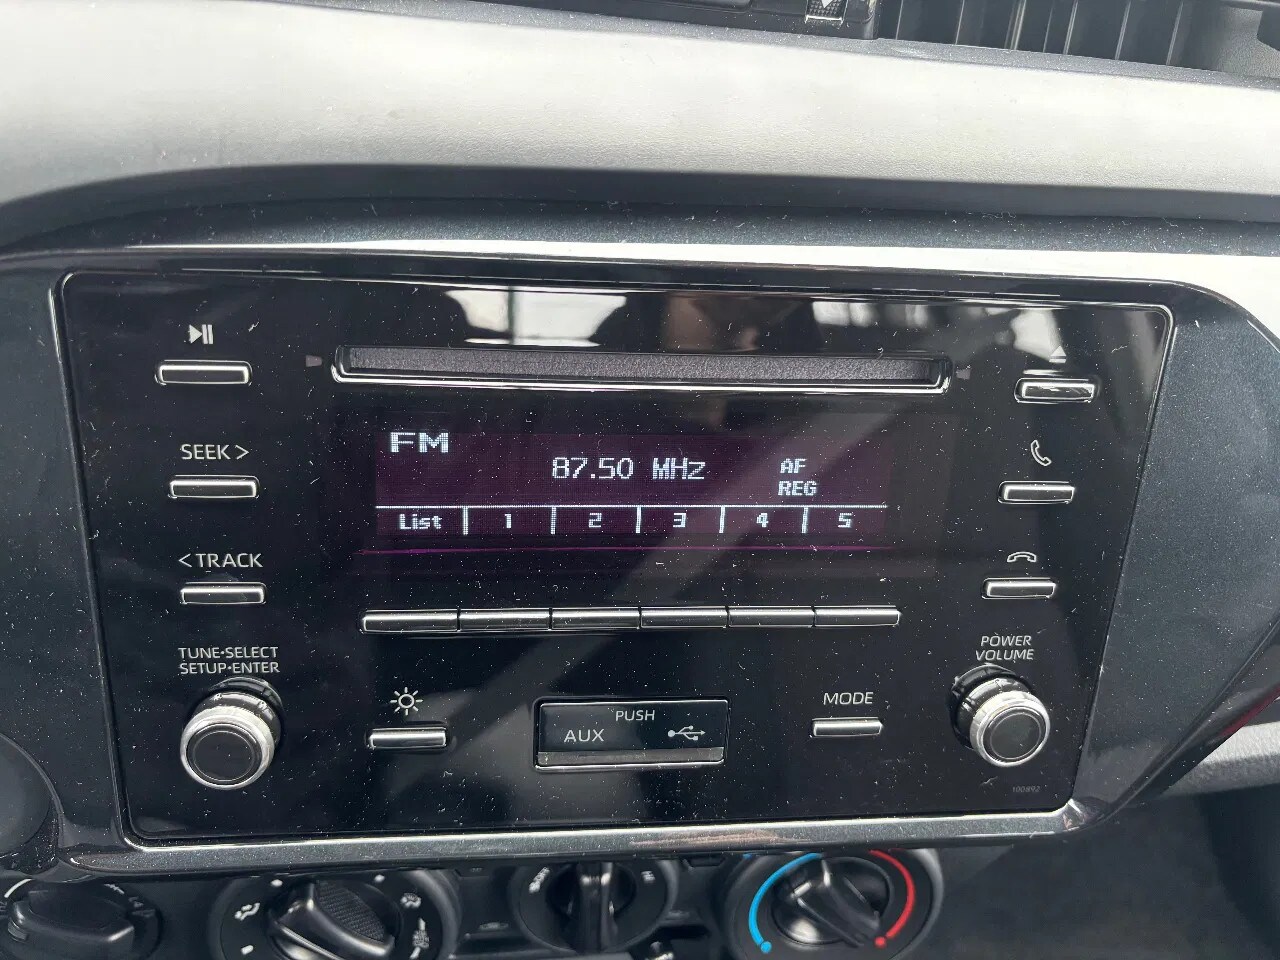 SEEK >
< TRACK
TUNE·SELECT
SETUP·ENTER
FM
87.50 MHz
AF
REG
List 1 2 3 4 5
PUSH
AUX
MODE
POWER
VOLUME
100892